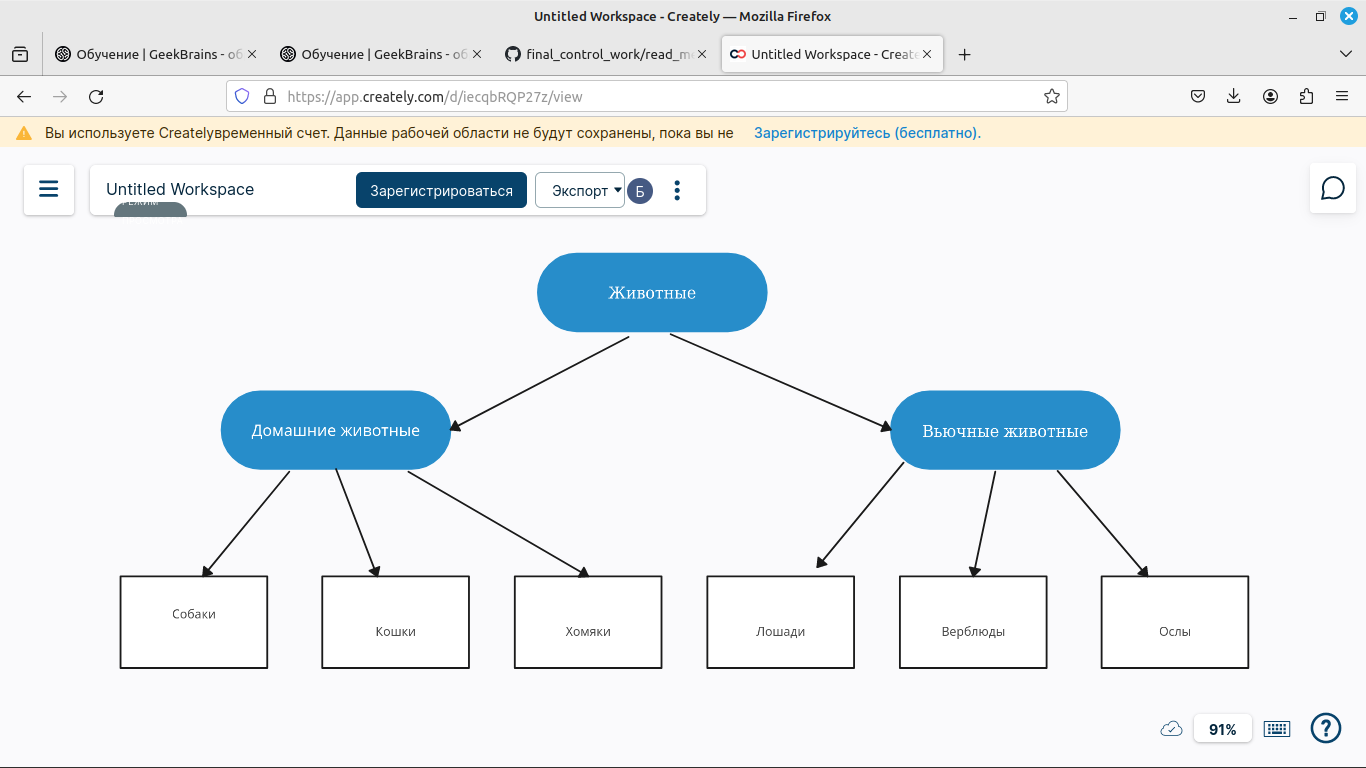 Untitled Workspace - Creately — Mozilla Firefox
Обучение | GeekBrains - об
Обучение | GeekBrains - об
final_control_work/read_me
Untitled Workspace - Create
https://app.creately.com/d/iecqbRQP27z/view
Вы используете Createlyвременный счет. Данные рабочей области не будут сохранены, пока вы не Зарегистрируйтесь (бесплатно).
Untitled Workspace
РЕЖИМ
Зарегистрироваться
Экспорт
Б
Животные
Домашние животные
Вьючные животные
Собаки
Кошки
Хомяки
Лошади
Верблюды
Ослы
91%
?